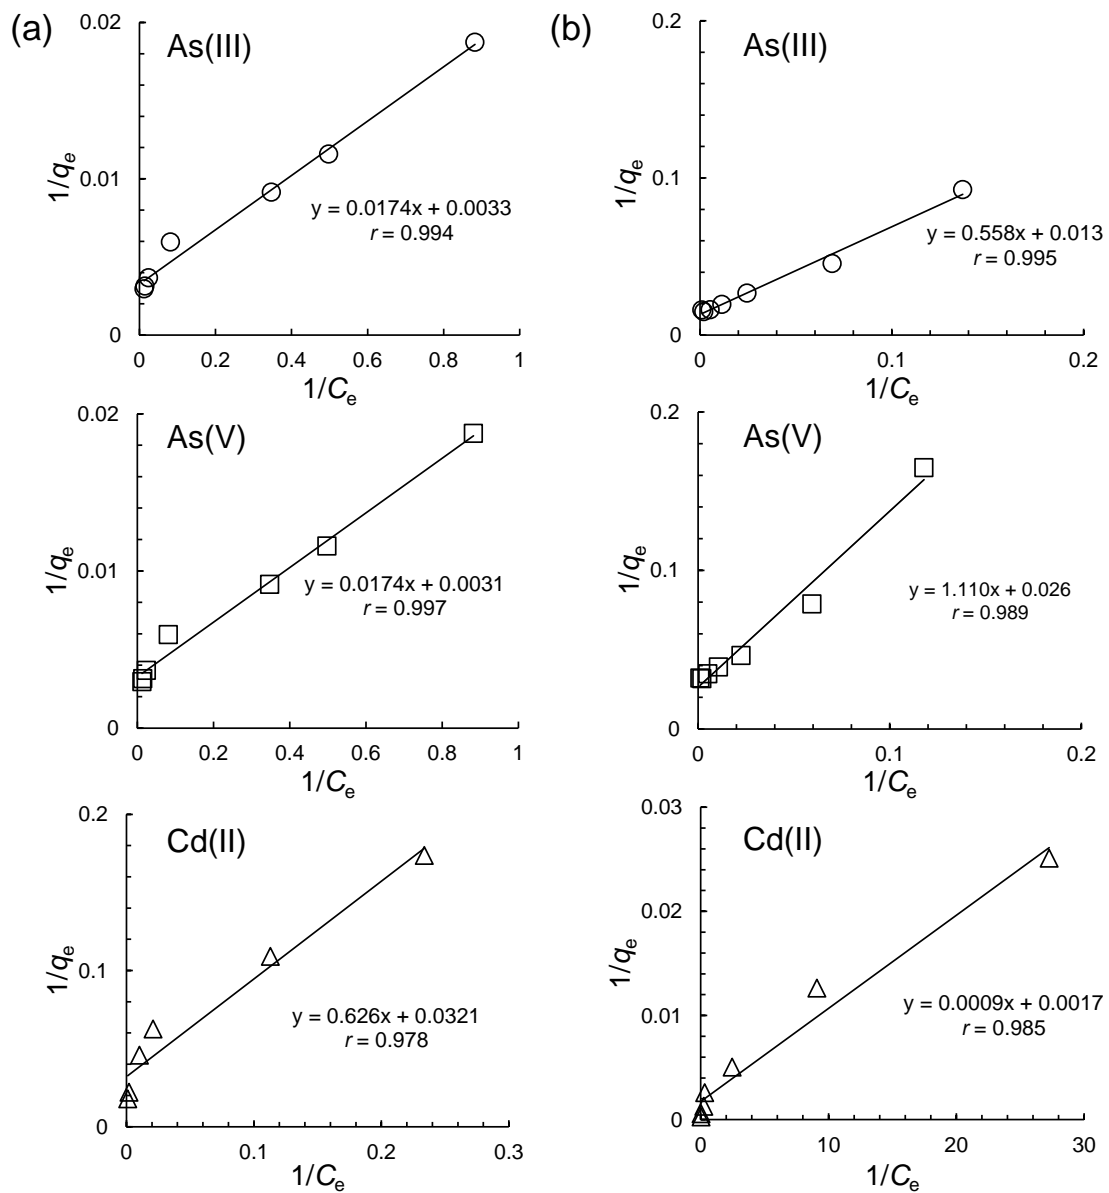 (a)
As(III)
0.02
0.01
0
1/qe
y = 0.0174x + 0.0033
r = 0.994
0 0.2 0.4 0.6 0.8 1
1/Ce
(b)
As(III)
0.2
0.1
0
1/qe
y = 0.558x + 0.013
r = 0.995
0 0.1 0.2
1/Ce
As(V)
0.02
0.01
0
1/qe
y = 0.0174x + 0.0031
r = 0.997
0 0.2 0.4 0.6 0.8 1
1/Ce
As(V)
0.2
0.1
0
1/qe
y = 1.110x + 0.026
r = 0.989
0 0.1 0.2
1/Ce
Cd(II)
0.2
0.1
0
1/qe
y = 0.626x + 0.0321
r = 0.978
0 0.1 0.2 0.3
1/Ce
Cd(II)
0.03
0.02
0.01
0
1/qe
y = 0.0009x + 0.0017
r = 0.985
0 10 20 30
1/Ce